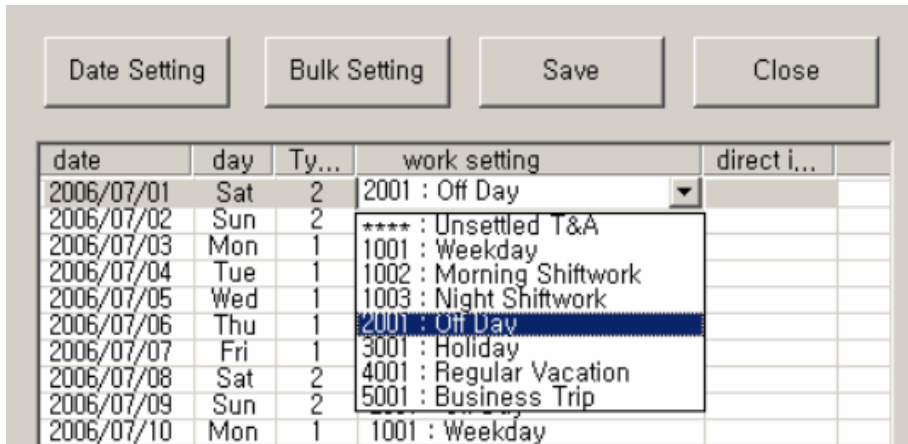 Date Setting Bulk Setting Save Close
date day Ty... work setting direct i...
2006/07/01 Sat 2 2001 : Off Day
2006/07/02 Sun 2 **** : Unsettled T&A
2006/07/03 Mon 1 1001 : Weekday
2006/07/04 Tue 1 1002 : Morning Shiftwork
2006/07/05 Wed 1 1003 : Night Shiftwork
2006/07/06 Thu 1 2001 : Off Day
2006/07/07 Fri 1 3001 : Holiday
2006/07/08 Sat 2 4001 : Regular Vacation
2006/07/09 Sun 2 5001 : Business Trip
2006/07/10 Mon 1 1001 : Weekday